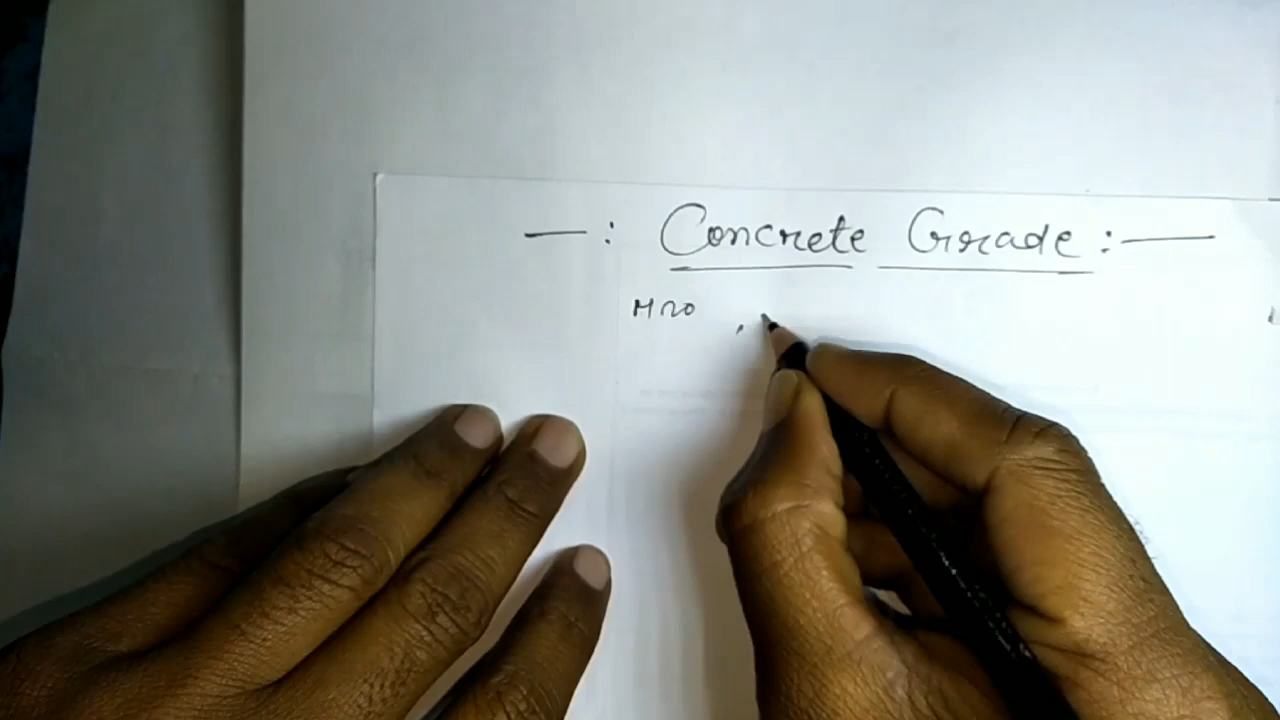 —: Concrete Grade :—
M20 ,